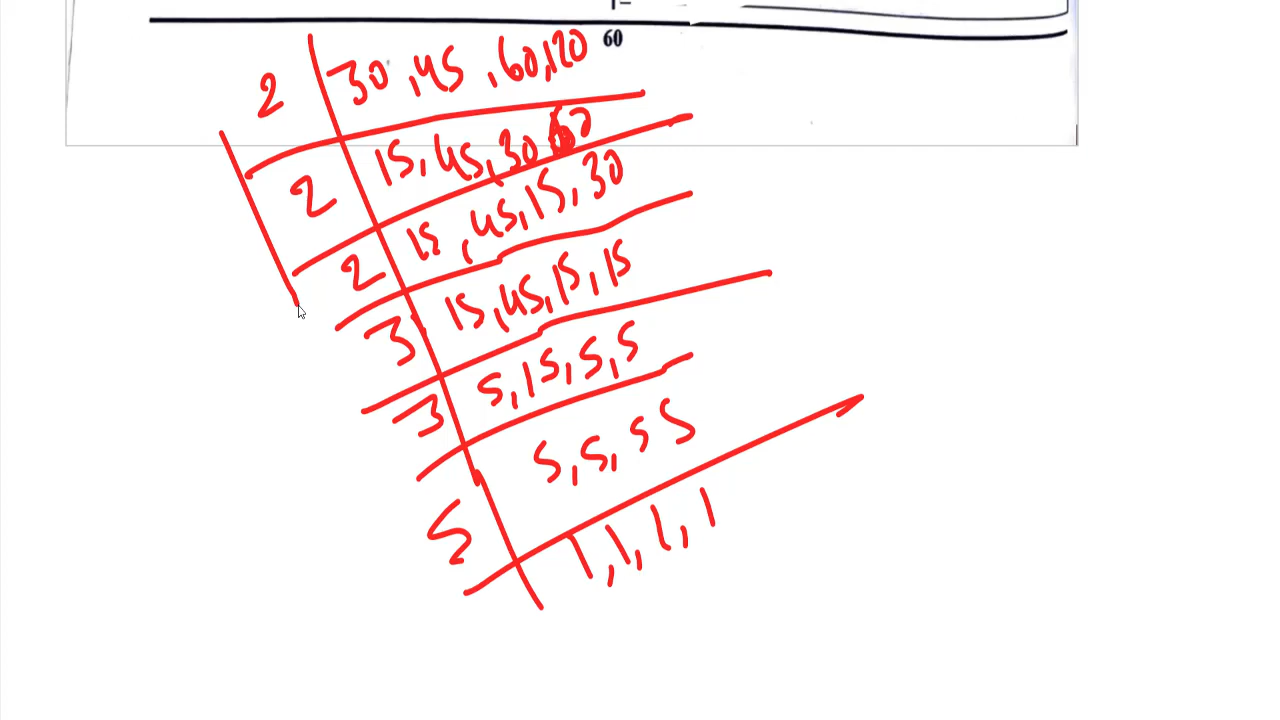 60
2 30, 45, 60, 120
2 15, 45, 30 60
2 15, 45, 15, 30
3 15, 45, 15, 15
3 5, 15, 5, 5
5 5, 5, 5 5
1, 1, 1, 1